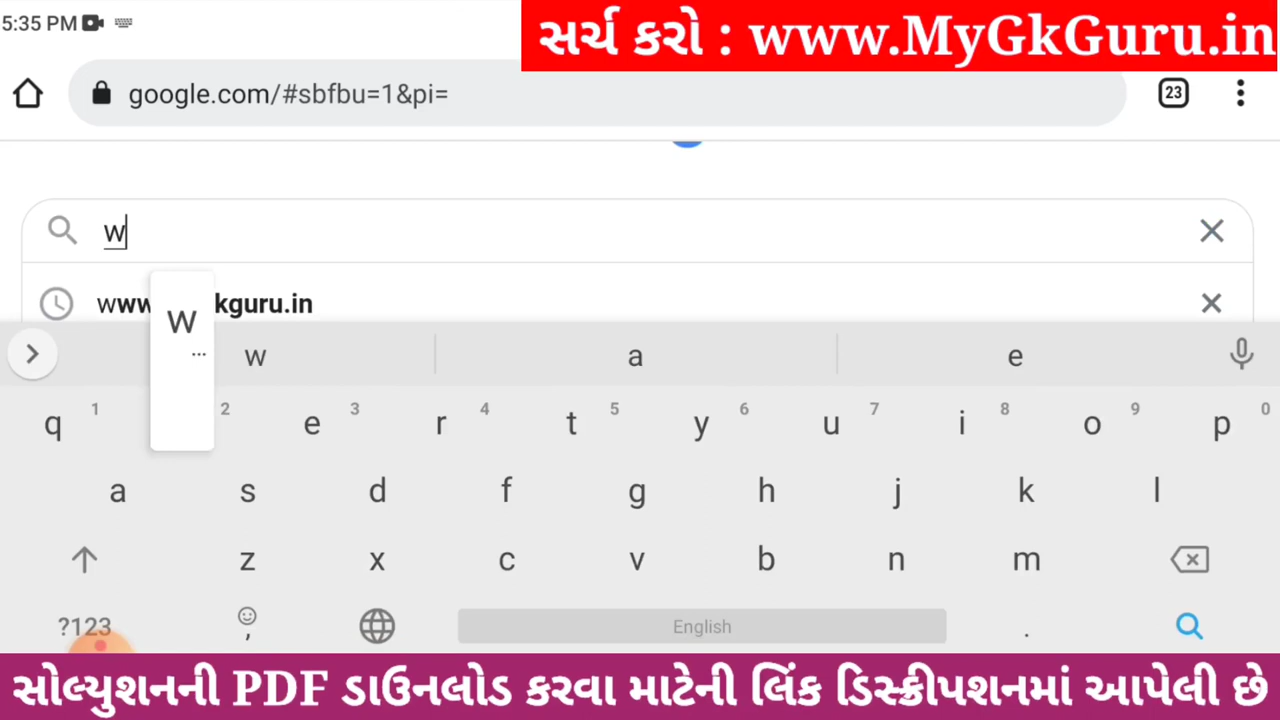 5:35 PM
સર્ચ કરો : www.MyGkGuru.in
google.com/#sbfbu=1&pi=
23
w
www kguru.in
w
...
w a e
q 1 2 e 3 r 4 t 5 y 6 u 7 i 8 o 9 p 0
a s d f g h j k l
z x c v b n m
?123 , English .
સોલ્યુશનની PDF ડાઉનલોડ કરવા માટેની લિંક ડિસ્ક્રીપશનમાં આપેલી છે